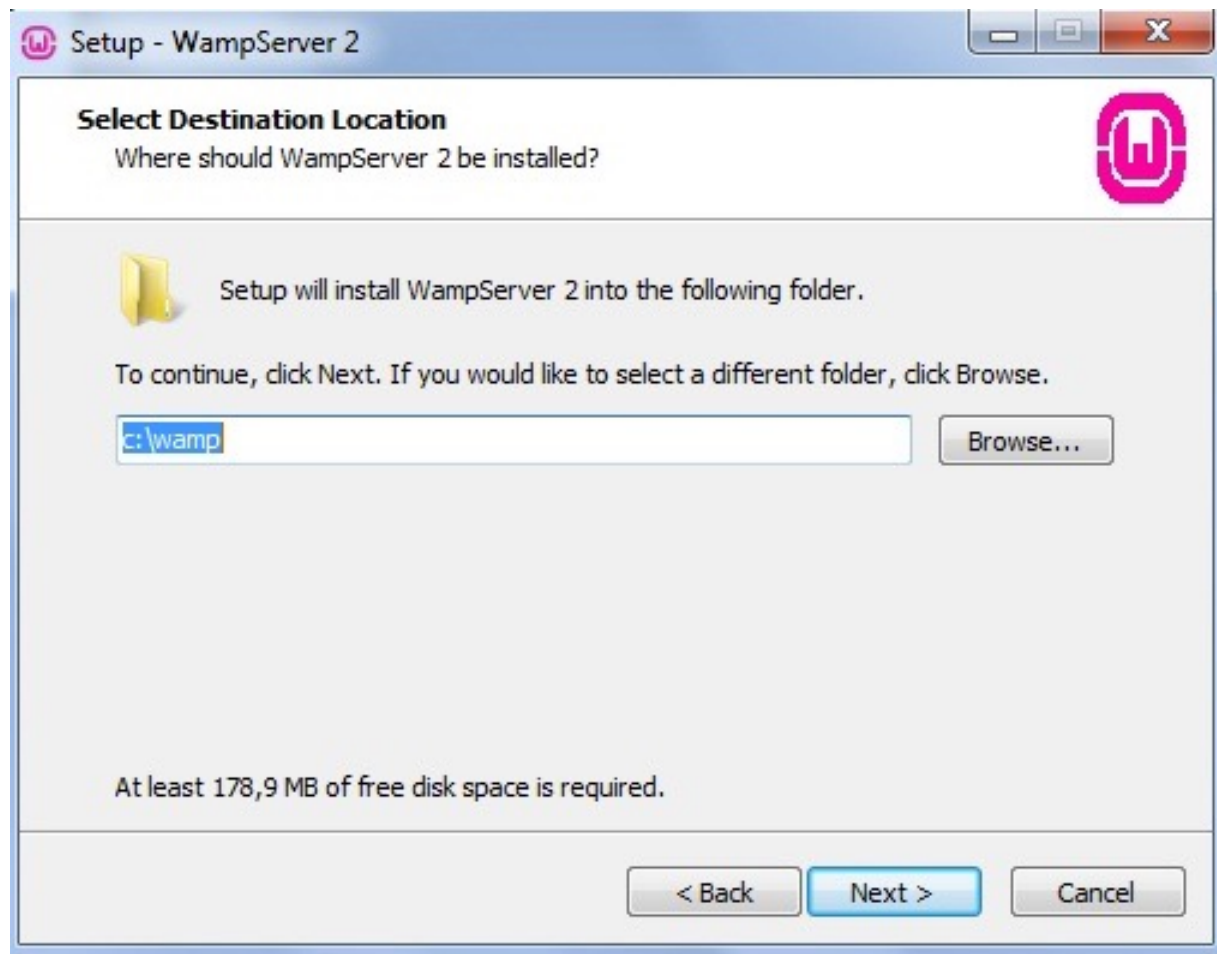 Setup - WampServer 2
Select Destination Location
Where should WampServer 2 be installed?
Setup will install WampServer 2 into the following folder.
To continue, click Next. If you would like to select a different folder, click Browse.
c:\wamp
Browse...
At least 178,9 MB of free disk space is required.
< Back
Next >
Cancel